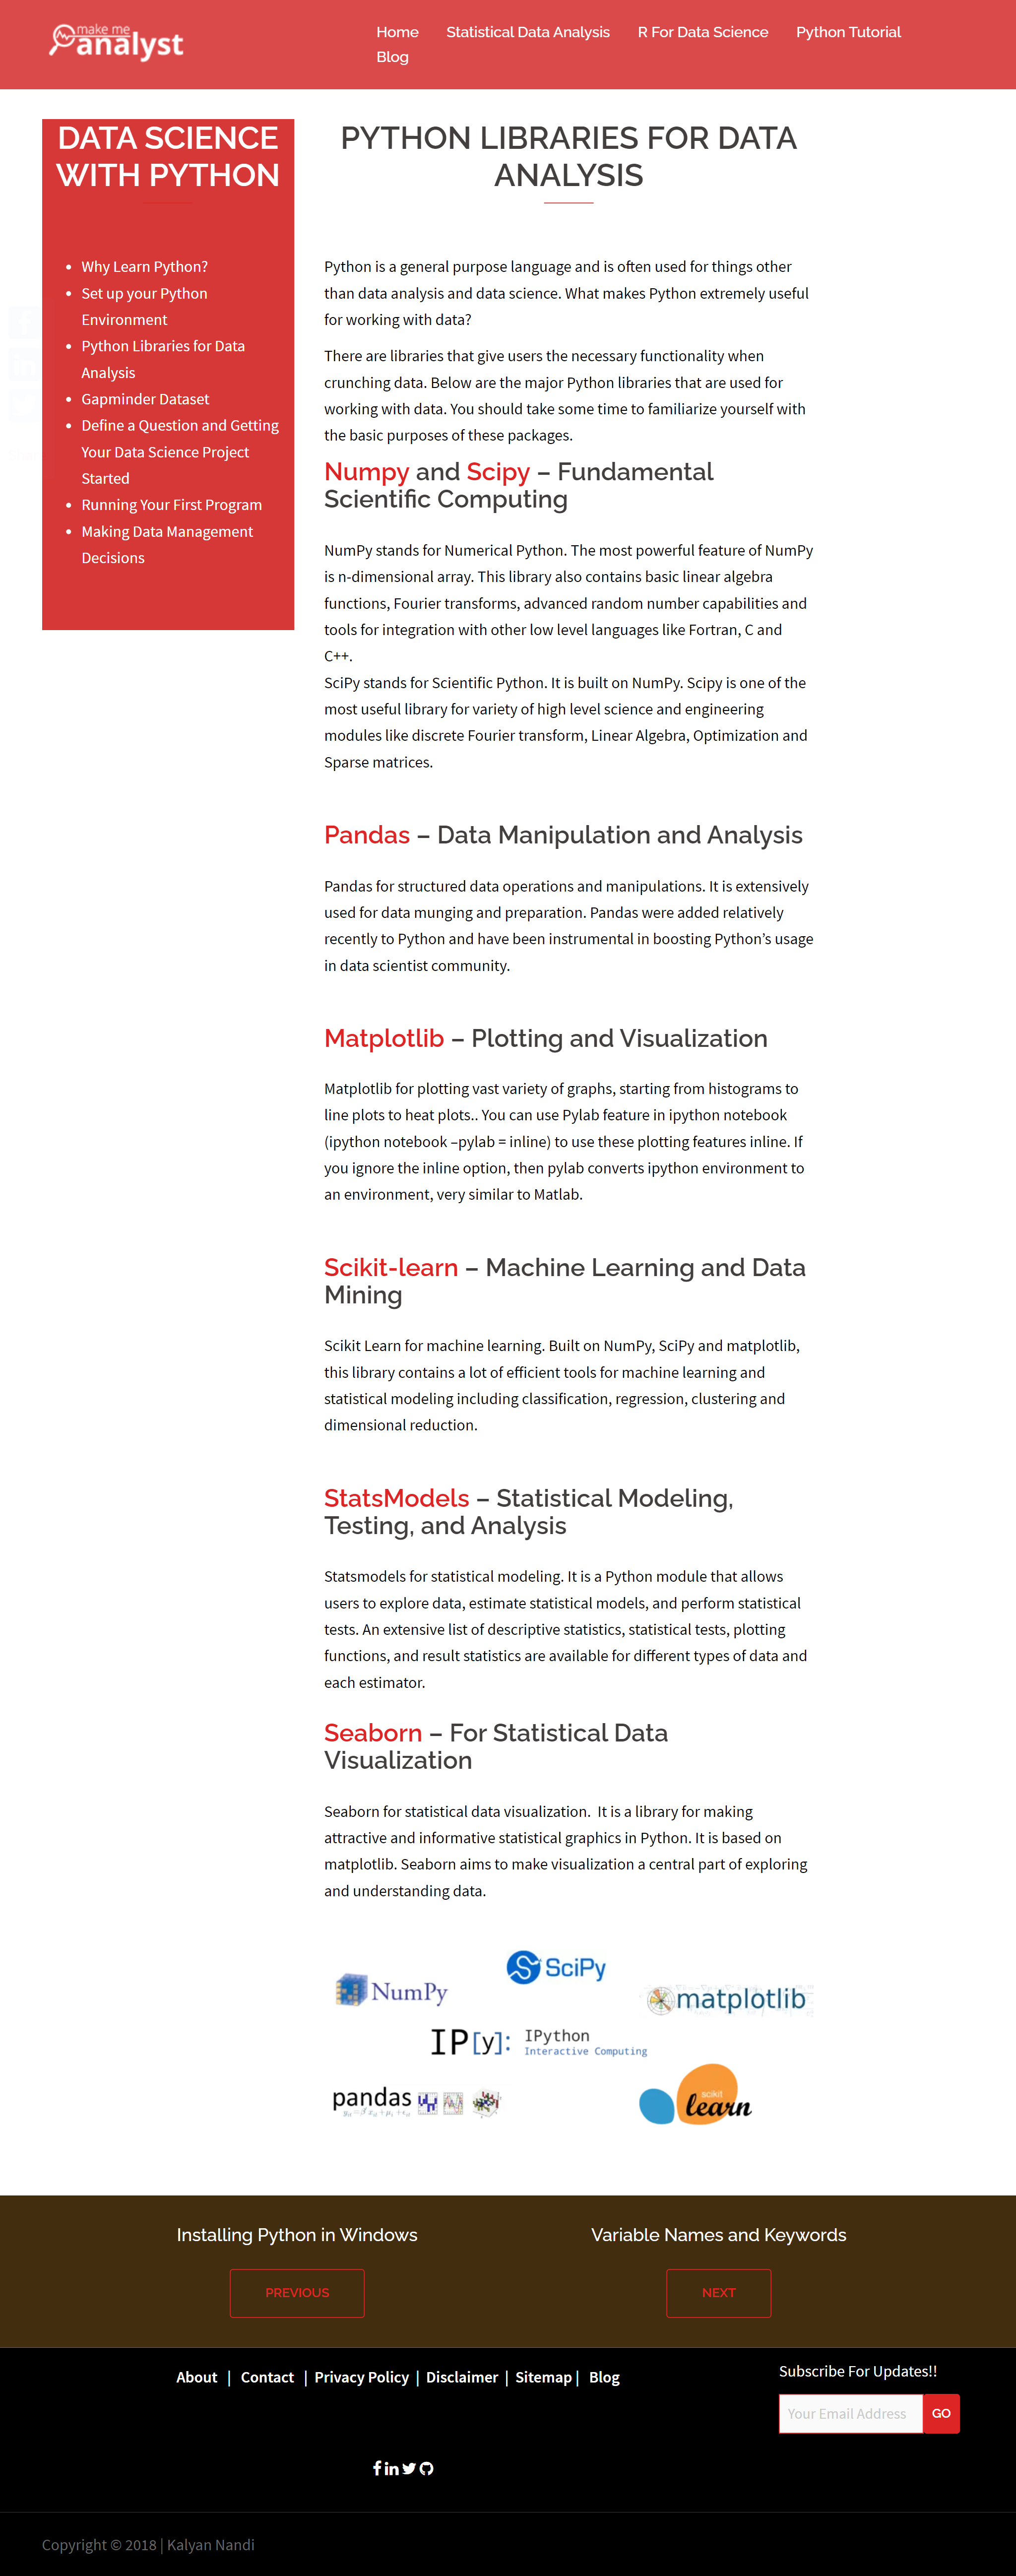 make me
analyst
Home Statistical Data Analysis R For Data Science Python Tutorial
Blog
DATA SCIENCE
WITH PYTHON
Why Learn Python?
Set up your Python
Environment
Python Libraries for Data
Analysis
Gapminder Dataset
Define a Question and Getting
Your Data Science Project
Started
Running Your First Program
Making Data Management
Decisions
PYTHON LIBRARIES FOR DATA
ANALYSIS
Python is a general purpose language and is often used for things other
than data analysis and data science. What makes Python extremely useful
for working with data?
There are libraries that give users the necessary functionality when
crunching data. Below are the major Python libraries that are used for
working with data. You should take some time to familiarize yourself with
the basic purposes of these packages.
Numpy and Scipy – Fundamental
Scientific Computing
NumPy stands for Numerical Python. The most powerful feature of NumPy
is n-dimensional array. This library also contains basic linear algebra
functions, Fourier transforms, advanced random number capabilities and
tools for integration with other low level languages like Fortran, C and
C++.
SciPy stands for Scientific Python. It is built on NumPy. Scipy is one of the
most useful library for variety of high level science and engineering
modules like discrete Fourier transform, Linear Algebra, Optimization and
Sparse matrices.
Pandas – Data Manipulation and Analysis
Pandas for structured data operations and manipulations. It is extensively
used for data munging and preparation. Pandas were added relatively
recently to Python and have been instrumental in boosting Python’s usage
in data scientist community.
Matplotlib – Plotting and Visualization
Matplotlib for plotting vast variety of graphs, starting from histograms to
line plots to heat plots.. You can use Pylab feature in ipython notebook
(ipython notebook –pylab = inline) to use these plotting features inline. If
you ignore the inline option, then pylab converts ipython environment to
an environment, very similar to Matlab.
Scikit-learn – Machine Learning and Data
Mining
Scikit Learn for machine learning. Built on NumPy, SciPy and matplotlib,
this library contains a lot of efficient tools for machine learning and
statistical modeling including classification, regression, clustering and
dimensional reduction.
StatsModels – Statistical Modeling,
Testing, and Analysis
Statsmodels for statistical modeling. It is a Python module that allows
users to explore data, estimate statistical models, and perform statistical
tests. An extensive list of descriptive statistics, statistical tests, plotting
functions, and result statistics are available for different types of data and
each estimator.
Seaborn – For Statistical Data
Visualization
Seaborn for statistical data visualization.  It is a library for making
attractive and informative statistical graphics in Python. It is based on
matplotlib. Seaborn aims to make visualization a central part of exploring
and understanding data.
SciPy
NumPy
matplotlib
IP[y]: IPython
Interactive Computing
pandas
scikit
learn
Installing Python in Windows
PREVIOUS
Variable Names and Keywords
NEXT
About | Contact | Privacy Policy | Disclaimer | Sitemap | Blog
Subscribe For Updates!!
Your Email Address GO
Copyright © 2018 | Kalyan Nandi